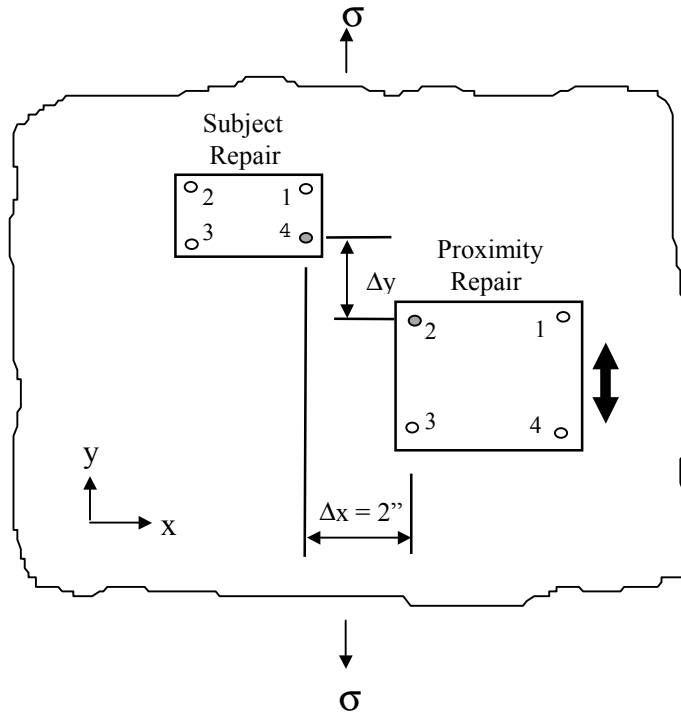 σ
Subject
Repair
2 1
3 4
Proximity
Repair
Δy
2 1
3 4
y
x
Δx = 2”
σ